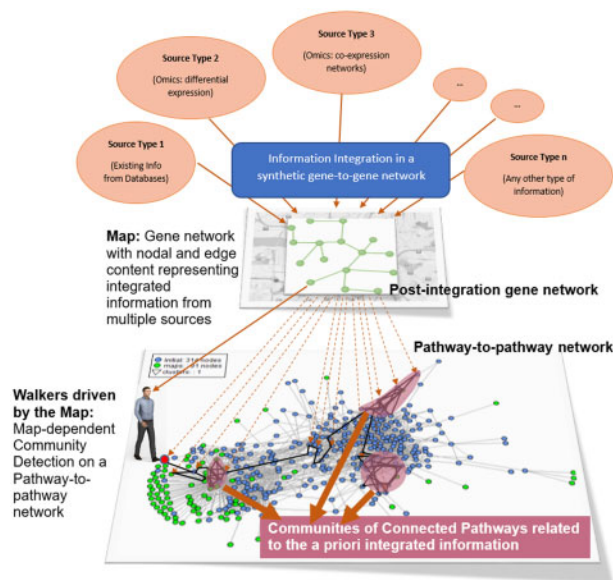 Source Type 3
(Omics: co-expression
networks)
Source Type 2
(Omics: differential
expression)
...
...
Source Type 1
(Existing Info
from Databases)
Information Integration in a
synthetic gene-to-gene network
Source Type n
(Any other type of
information)
Map: Gene network
with nodal and edge
content representing
integrated
information from
multiple sources
Post-integration gene network
Pathway-to-pathway network
Walkers driven
by the Map:
Map-dependent
Community
Detection on a
Pathway-to-
pathway
network
Communities of Connected Pathways related
to the a priori integrated information